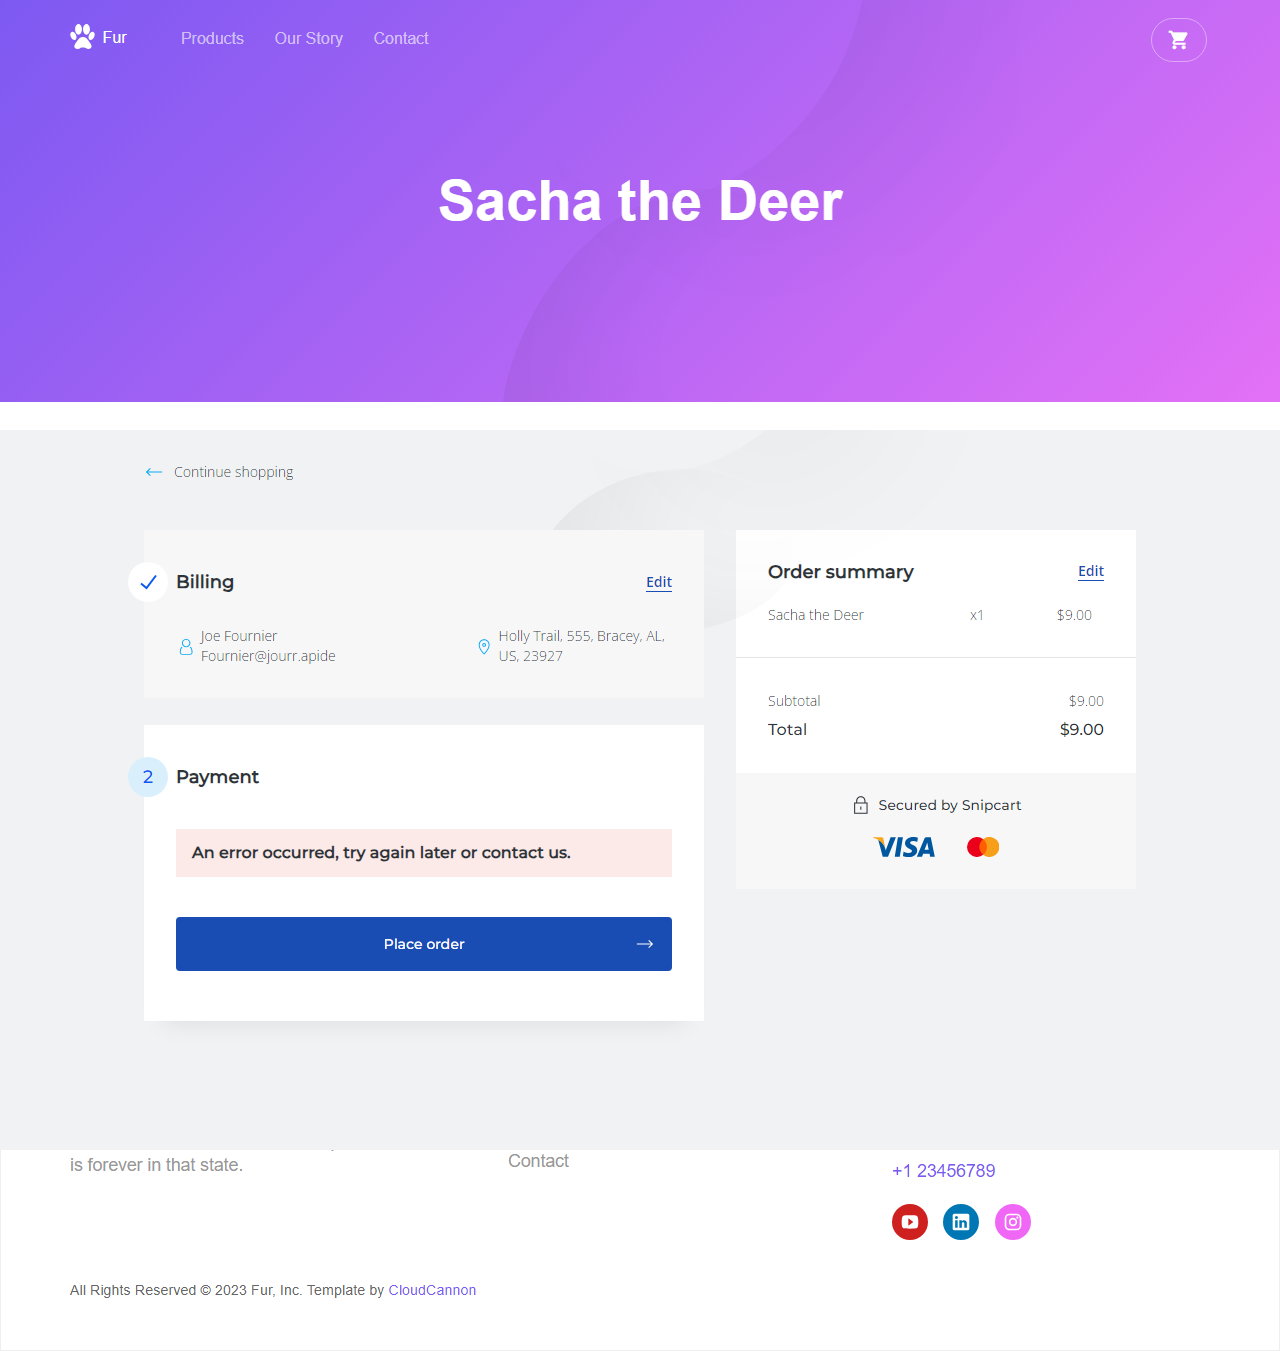 Fur
Products
Our Story
Contact
Sacha the Deer
Continue shopping
Billing
Edit
Joe Fournier
Fournier@jourr.apide
Holly Trail, 555, Bracey, AL,
US, 23927
2
Payment
An error occurred, try again later or contact us.
Place order
Order summary
Edit
Sacha the Deer
x1
$9.00
Subtotal
$9.00
Total
$9.00
Secured by Snipcart
VISA
is forever in that state.
Contact
+1 23456789
All Rights Reserved © 2023 Fur, Inc. Template by CloudCannon